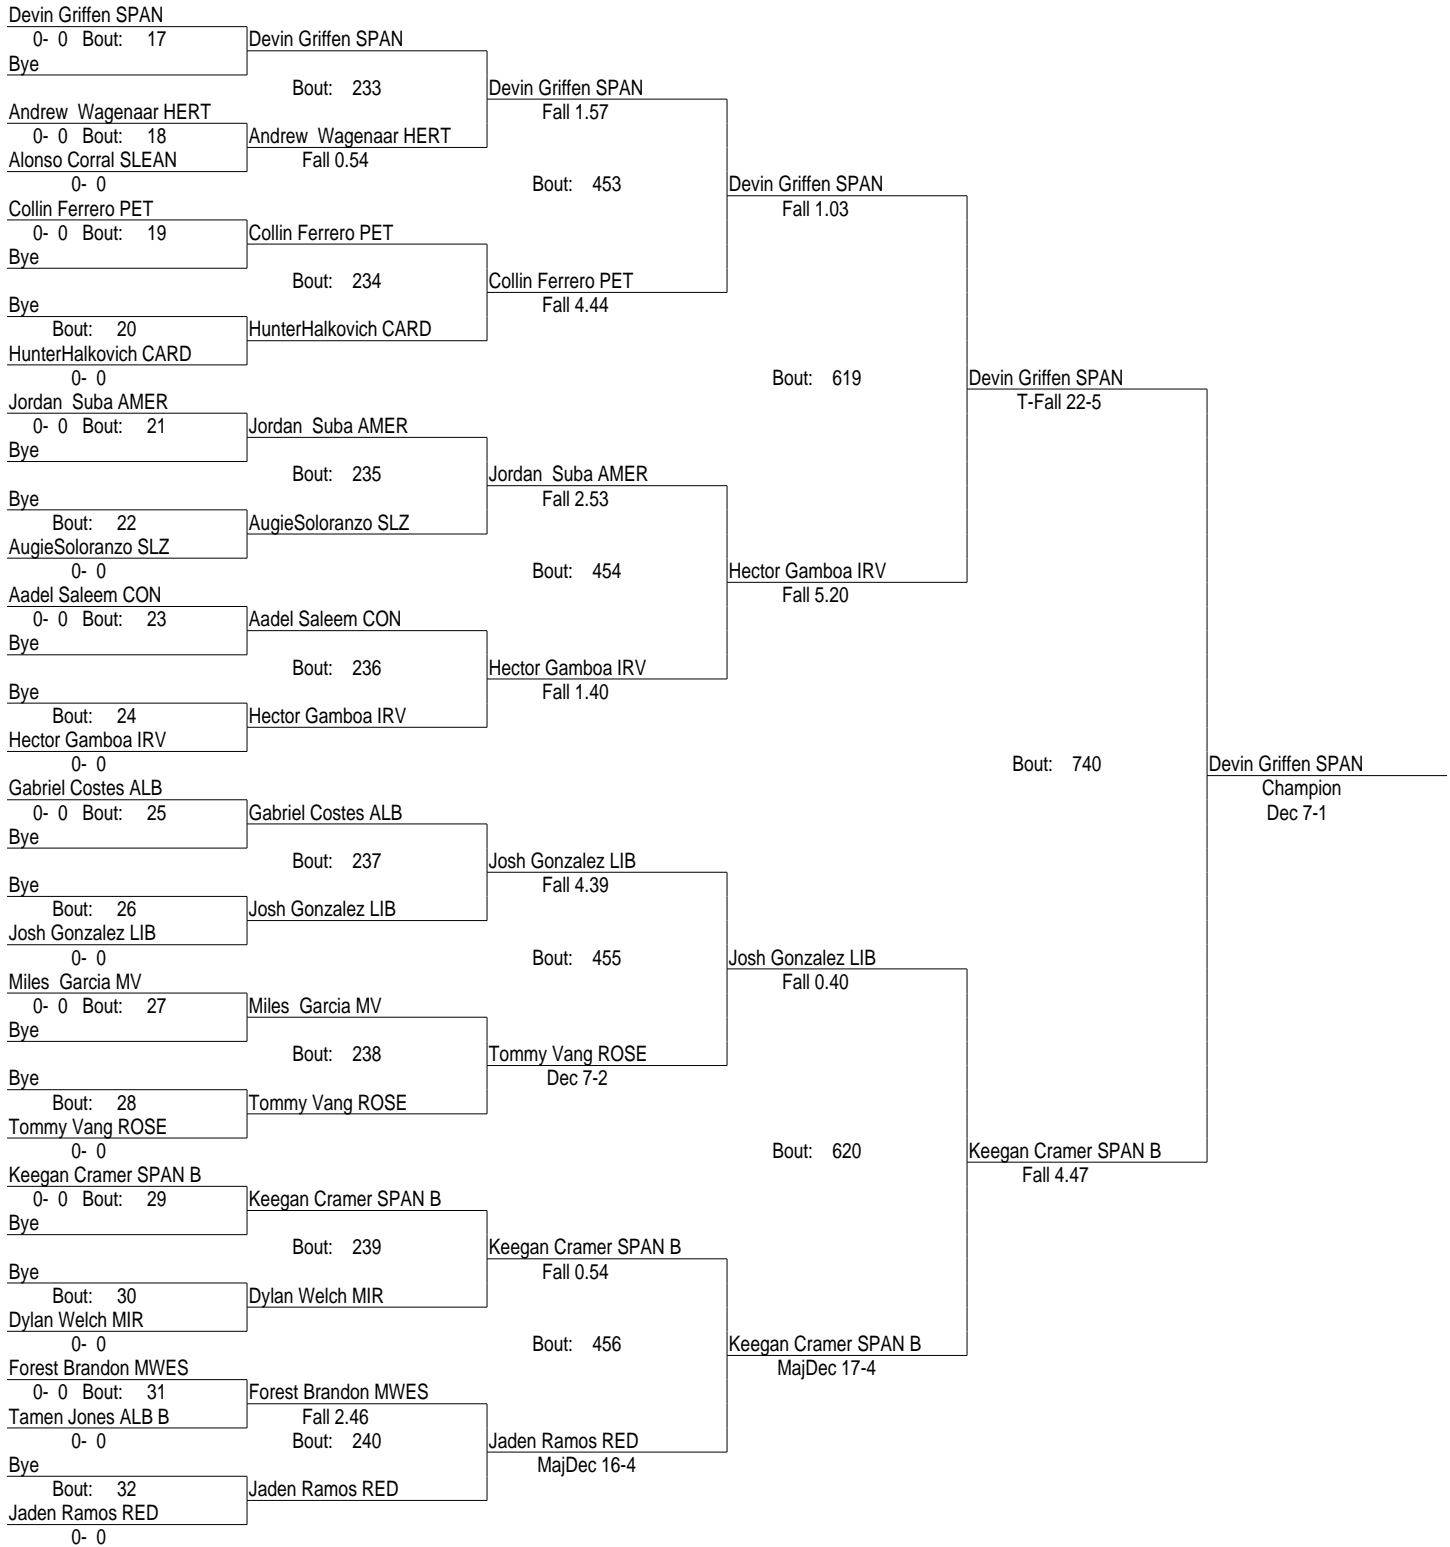 Devin Griffen SPAN
0- 0 Bout: 17
Devin Griffen SPAN
Bye
Bout: 233
Devin Griffen SPAN
Andrew Wagenaar HERT
Fall 1.57
0- 0 Bout: 18
Andrew Wagenaar HERT
Alonso Corral SLEAN
Fall 0.54
0- 0
Bout: 453
Devin Griffen SPAN
Collin Ferrero PET
Fall 1.03
0- 0 Bout: 19
Collin Ferrero PET
Bye
Bout: 234
Collin Ferrero PET
Bye
Fall 4.44
Bout: 20
HunterHalkovich CARD
HunterHalkovich CARD
0- 0
Bout: 619
Devin Griffen SPAN
Jordan Suba AMER
T-Fall 22-5
0- 0 Bout: 21
Jordan Suba AMER
Bye
Bout: 235
Jordan Suba AMER
Bye
Fall 2.53
Bout: 22
AugieSoloranzo SLZ
AugieSoloranzo SLZ
0- 0
Bout: 454
Hector Gamboa IRV
Aadel Saleem CON
Fall 5.20
0- 0 Bout: 23
Aadel Saleem CON
Bye
Bout: 236
Hector Gamboa IRV
Bye
Fall 1.40
Bout: 24
Hector Gamboa IRV
Hector Gamboa IRV
0- 0
Bout: 740
Devin Griffen SPAN
Gabriel Costes ALB
Champion
0- 0 Bout: 25
Gabriel Costes ALB
Dec 7-1
Bye
Bout: 237
Josh Gonzalez LIB
Bye
Fall 4.39
Bout: 26
Josh Gonzalez LIB
Josh Gonzalez LIB
0- 0
Bout: 455
Josh Gonzalez LIB
Miles Garcia MV
Fall 0.40
0- 0 Bout: 27
Miles Garcia MV
Bye
Bout: 238
Tommy Vang ROSE
Bye
Dec 7-2
Bout: 28
Tommy Vang ROSE
Tommy Vang ROSE
0- 0
Bout: 620
Keegan Cramer SPAN B
Keegan Cramer SPAN B
Fall 4.47
0- 0 Bout: 29
Keegan Cramer SPAN B
Bye
Bout: 239
Keegan Cramer SPAN B
Bye
Fall 0.54
Bout: 30
Dylan Welch MIR
Dylan Welch MIR
0- 0
Bout: 456
Keegan Cramer SPAN B
Forest Brandon MWES
MajDec 17-4
0- 0 Bout: 31
Forest Brandon MWES
Tamen Jones ALB B
Fall 2.46
0- 0
Bout: 240
Jaden Ramos RED
Bye
MajDec 16-4
Bout: 32
Jaden Ramos RED
Jaden Ramos RED
0- 0